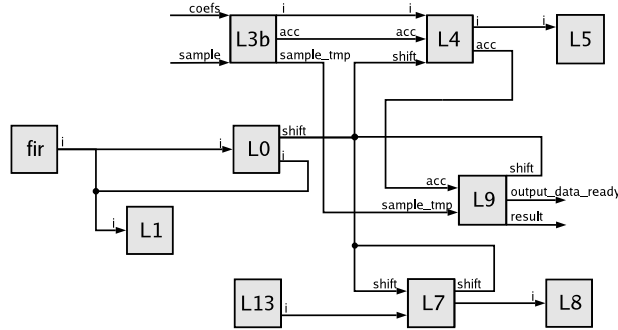 coefs
i
i
i
i
L3b
L4
L5
acc
acc
acc
sample
sample_tmp
shift
shift
fir
i
i
L0
i
shift
acc
output_data_ready
L9
sample_tmp
result
i
L1
shift
shift
L13
i
L7
i
L8